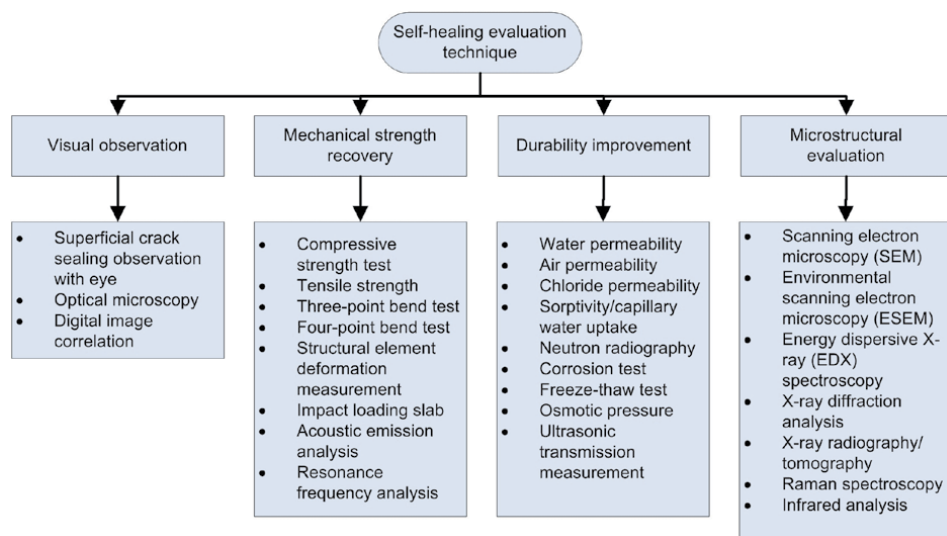 Self-healing evaluation
technique
Visual observation
Mechanical strength
recovery
Durability improvement
Microstructural
evaluation
• Superficial crack
sealing observation
with eye
• Optical microscopy
• Digital image
correlation
• Compressive
strength test
• Tensile strength
• Three-point bend test
• Four-point bend test
• Structural element
deformation
measurement
• Impact loading slab
• Acoustic emission
analysis
• Resonance
frequency analysis
• Water permeability
• Air permeability
• Chloride permeability
• Sorptivity/capillary
water uptake
• Neutron radiography
• Corrosion test
• Freeze-thaw test
• Osmotic pressure
• Ultrasonic
transmission
measurement
• Scanning electron
microscopy (SEM)
• Environmental
scanning electron
microscopy (ESEM)
• Energy dispersive X-
ray (EDX)
spectroscopy
• X-ray diffraction
analysis
• X-ray radiography/
tomography
• Raman spectroscopy
• Infrared analysis